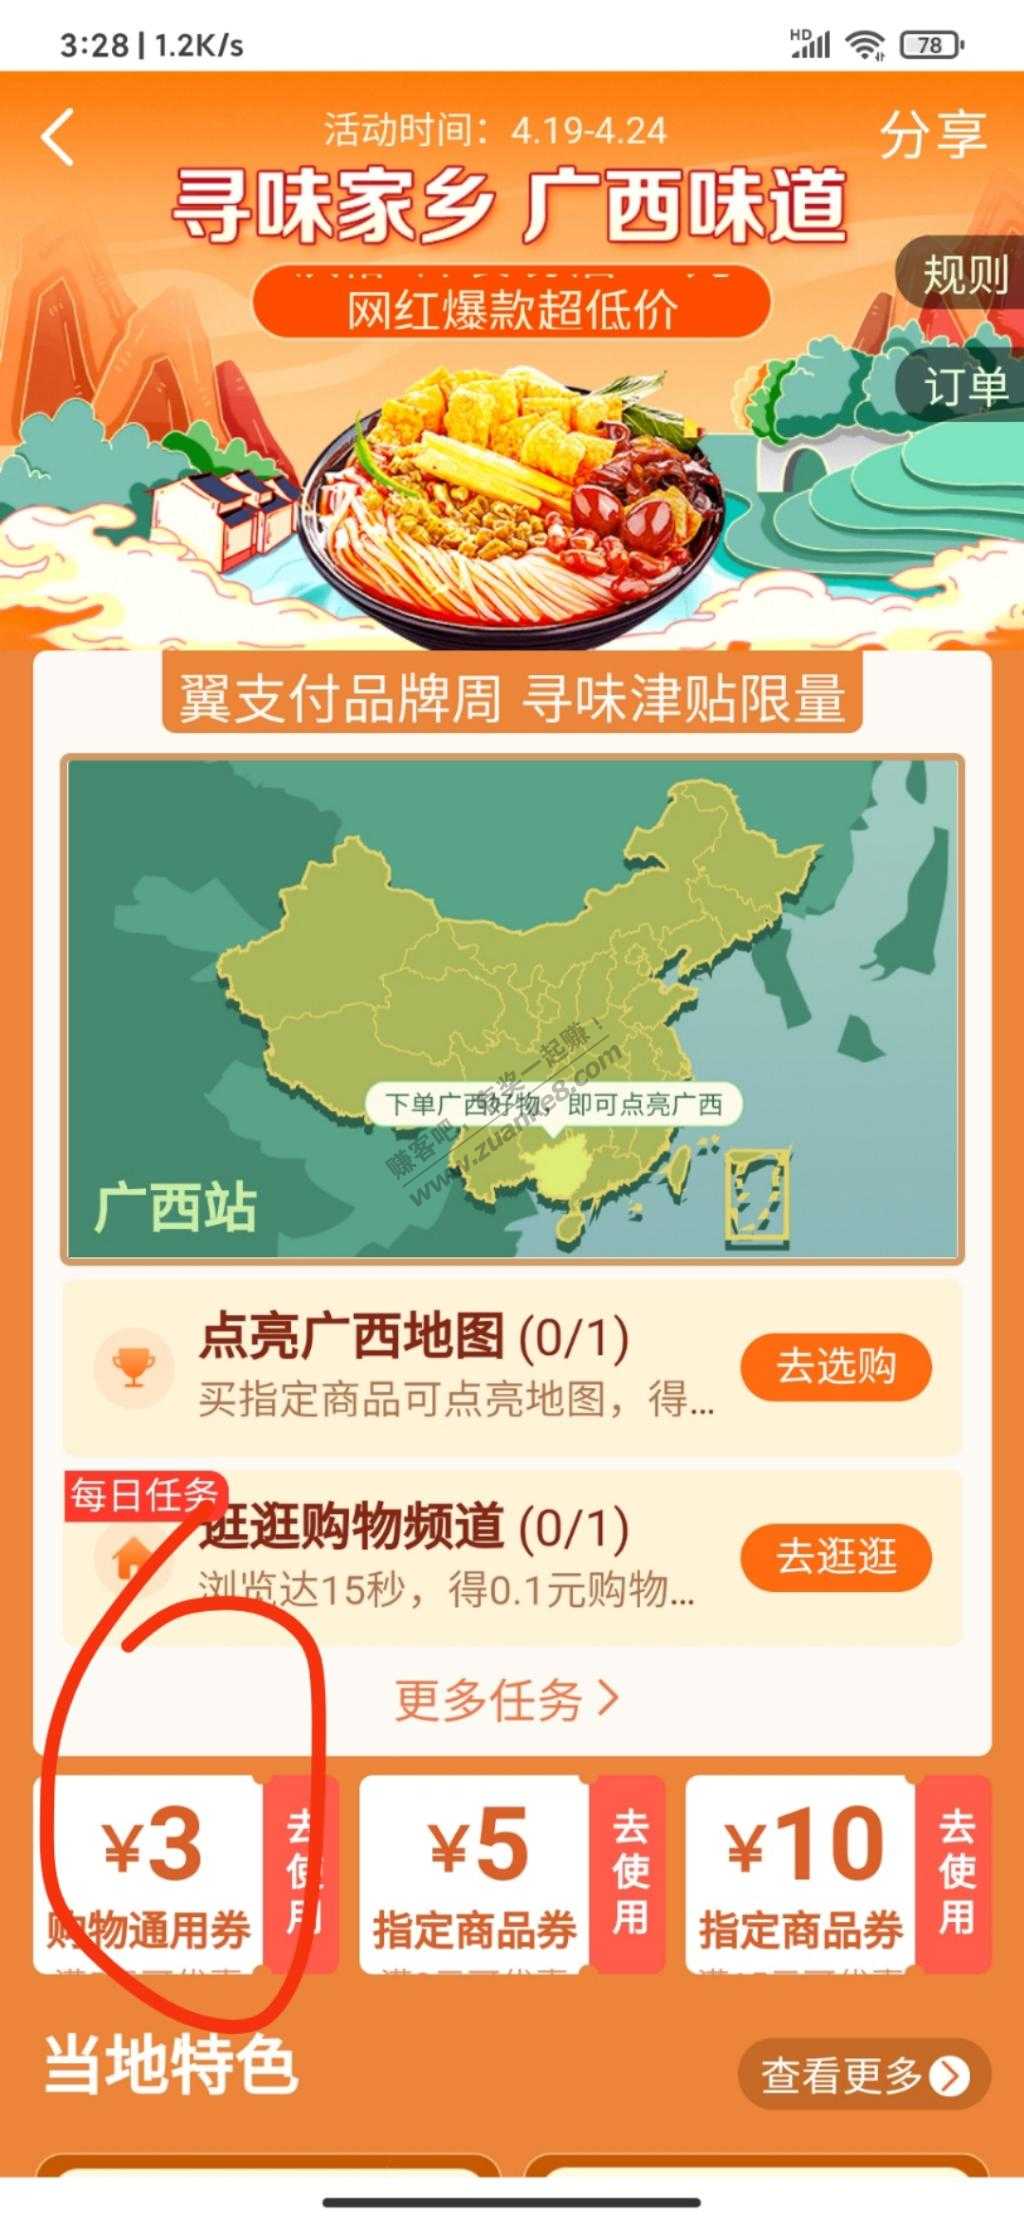 3:28 | 1.2K/s
HD
78
活动时间：4.19-4.24
分享
寻味家乡 广西味道
规则
网红爆款超低价
订单
翼支付品牌周 寻味津贴限量
赚客吧，有奖一起赚！
www.zuanke8.com
下单广西好物，即可点亮广西
广西站
点亮广西地图 (0/1)
买指定商品可点亮地图，得...
去选购
每日任务
逛逛购物频道 (0/1)
浏览达15秒，得0.1元购物...
去逛逛
更多任务
¥3
购物通用券
去使用
¥5
指定商品券
去使用
¥10
指定商品券
去使用
当地特色
查看更多